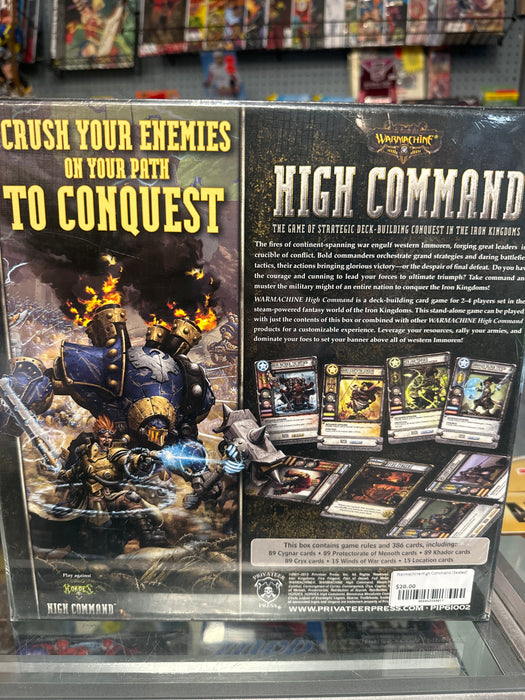 CRUSH YOUR ENEMIES
ON YOUR PATH
TO CONQUEST
WARMACHINE
HIGH COMMAND
THE GAME OF STRATEGIC DECK-BUILDING CONQUEST IN THE IRON KINGDOMS
The fires of continent-spanning war engulf western Immoren, forging great leaders in
crucible of conflict. Bold commanders orchestrate grand strategies and daring battlefie
tactics, their actions bringing glorious victory—or the despair of final defeat. Do you hav
the courage and cunning to lead your forces to ultimate triumph? Take command an
muster the military might of an entire nation to conquer the Iron Kingdoms!
WARMACHINE High Command is a deck-building card game for 2–4 players set in the
steam-powered fantasy world of the Iron Kingdoms. This stand-alone game can be played
with just the contents of this box or combined with other WARMACHINE High Command
products for a customizable experience. Leverage your resources, rally your armies, and
dominate your foes to set your banner above all of western Immoren!
This box contains game rules and 386 cards, including:
89 Cygnar cards • 89 Protectorate of Menoth cards • 89 Khador cards
89 Cryx cards • 15 Winds of War cards • 15 Location cards
Play against
HORDES
HIGH COMMAND
PRIVATEER
PRESS
Warmachine High Command (Sealed)
$20.00
WWW.PRIVATEERPRESS.COM • PIP61002